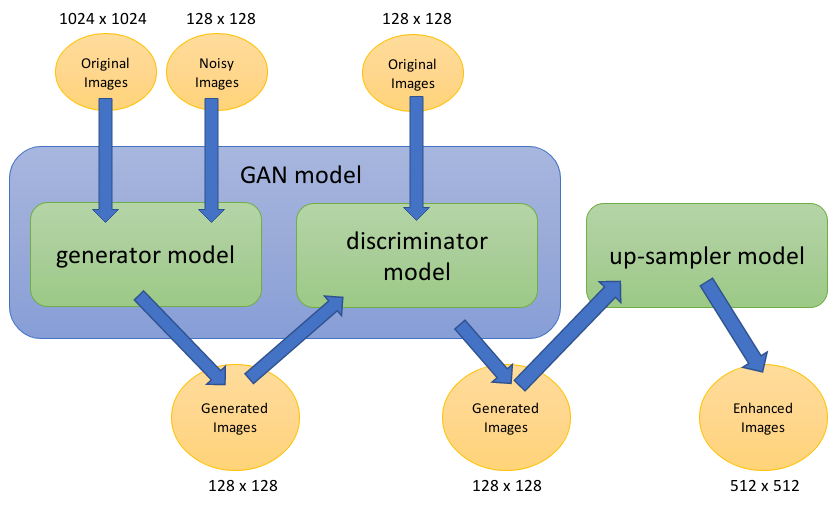 1024 x 1024
128 x 128
128 x 128
Original
Images
Noisy
Images
Original
Images
GAN model
generator model
discriminator
model
up-sampler model
Generated
Images
Generated
Images
Enhanced
Images
128 x 128
128 x 128
512 x 512